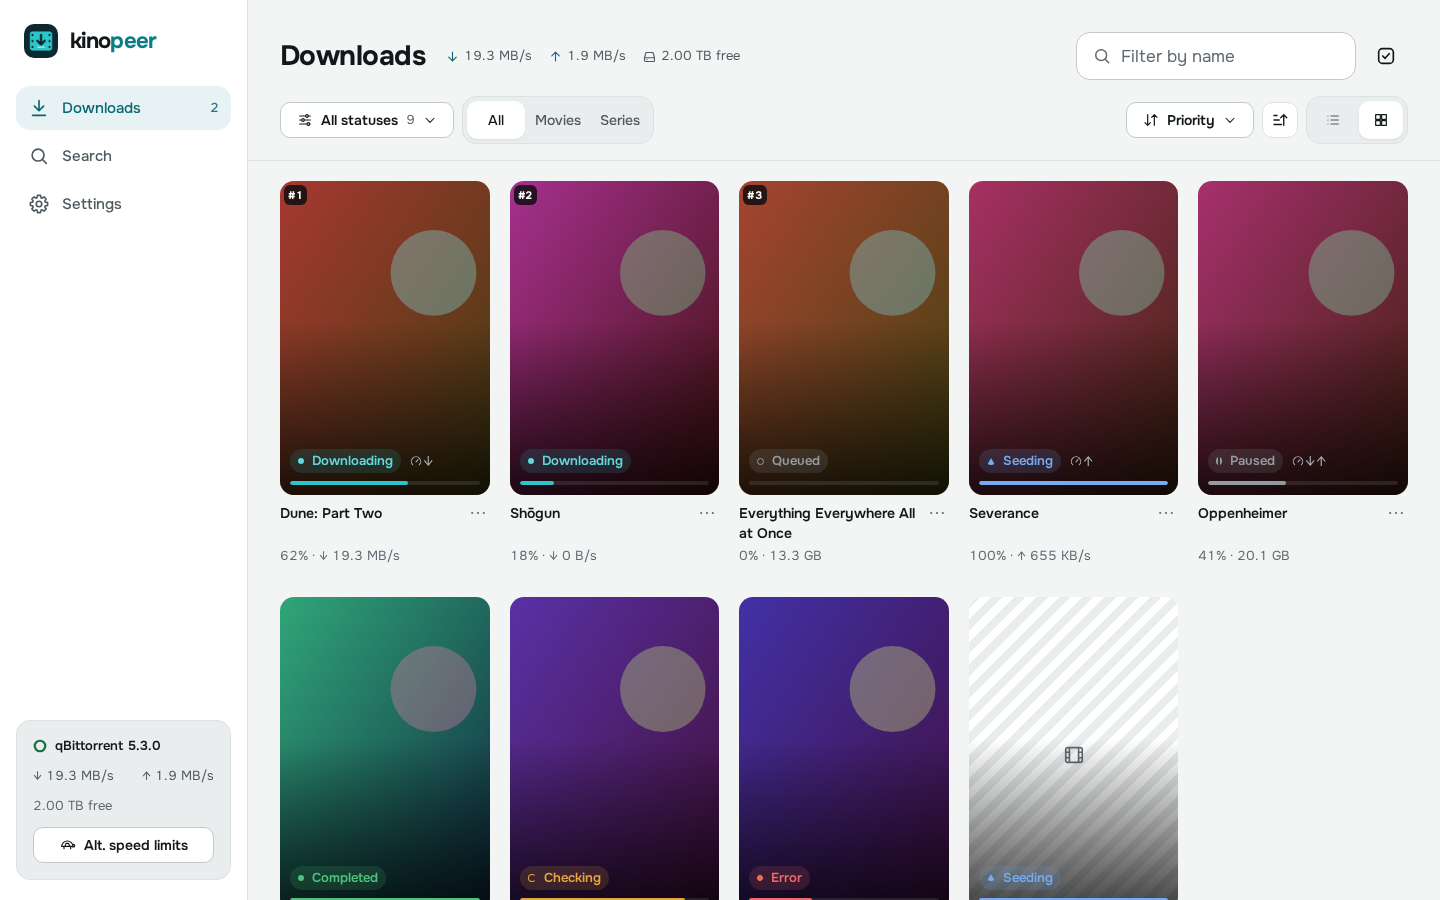 kinopeer
Downloads 2
Search
Settings
Downloads
19.3 MB/s 1.9 MB/s 2.00 TB free
Filter by name
All statuses 9
All Movies Series
Priority
#1
Downloading
Dune: Part Two ...
62% · ↓ 19.3 MB/s
#2
Downloading
Shōgun ...
18% · ↓ 0 B/s
#3
Queued
Everything Everywhere All ...
at Once
0% · 13.3 GB
Seeding
Severance ...
100% · ↑ 655 KB/s
Paused
Oppenheimer ...
41% · 20.1 GB
Completed
Checking
Error
Seeding
qBittorrent 5.3.0
↓ 19.3 MB/s ↑ 1.9 MB/s
2.00 TB free
Alt. speed limits